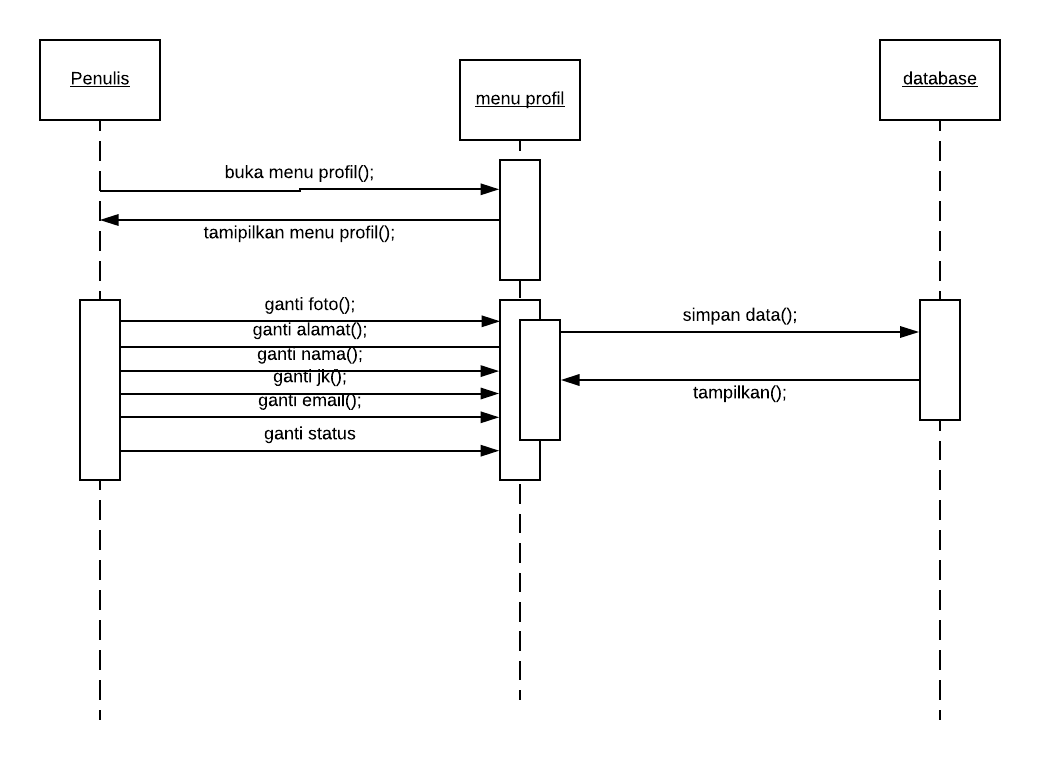 Penulis
menu profil
database
buka menu profil();
tamipilkan menu profil();
ganti foto();
ganti alamat();
ganti nama();
ganti jk();
ganti email();
ganti status
simpan data();
tampilkan();